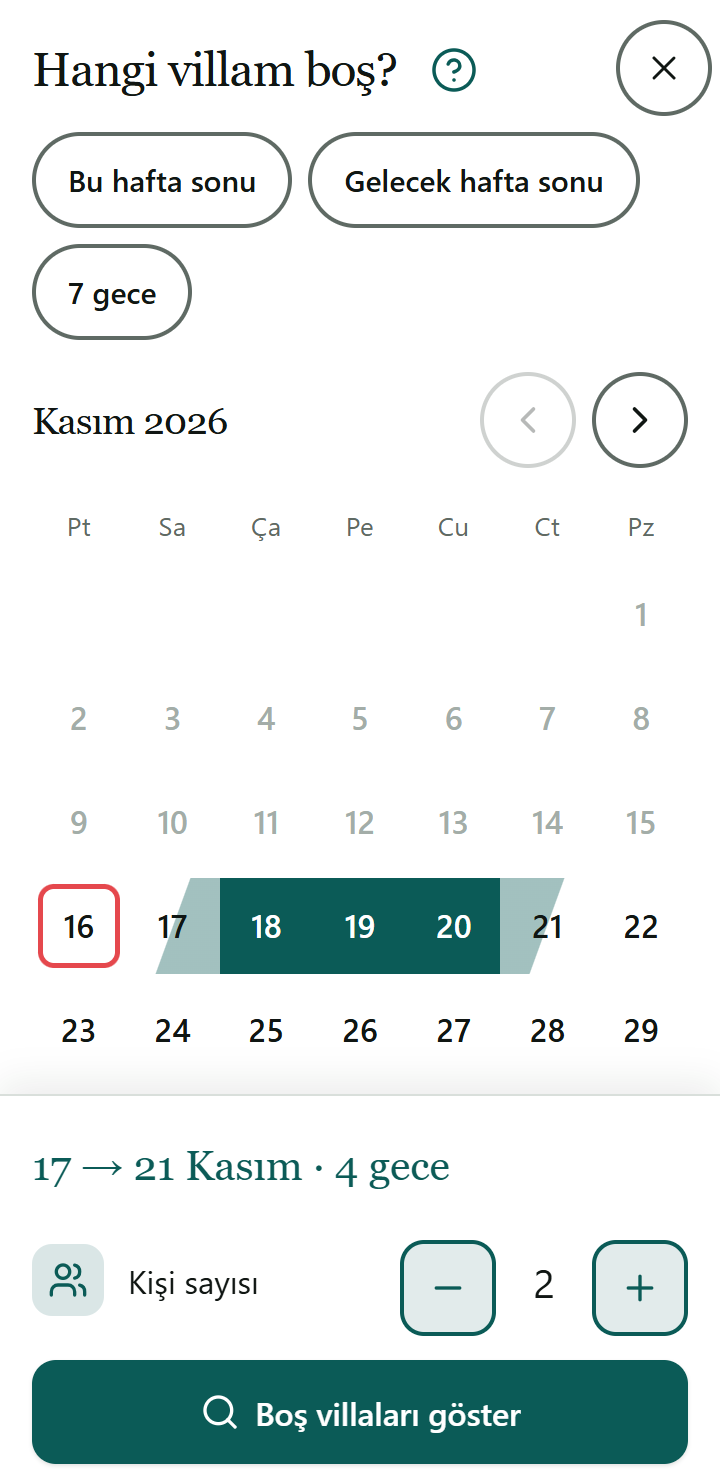 Hangi villam boş? ?
Bu hafta sonu Gelecek hafta sonu
7 gece
Kasım 2026
Pt Sa Ça Pe Cu Ct Pz
1
2 3 4 5 6 7 8
9 10 11 12 13 14 15
16 17 18 19 20 21 22
23 24 25 26 27 28 29
17 → 21 Kasım · 4 gece
Kişi sayısı − 2 +
Boş villaları göster